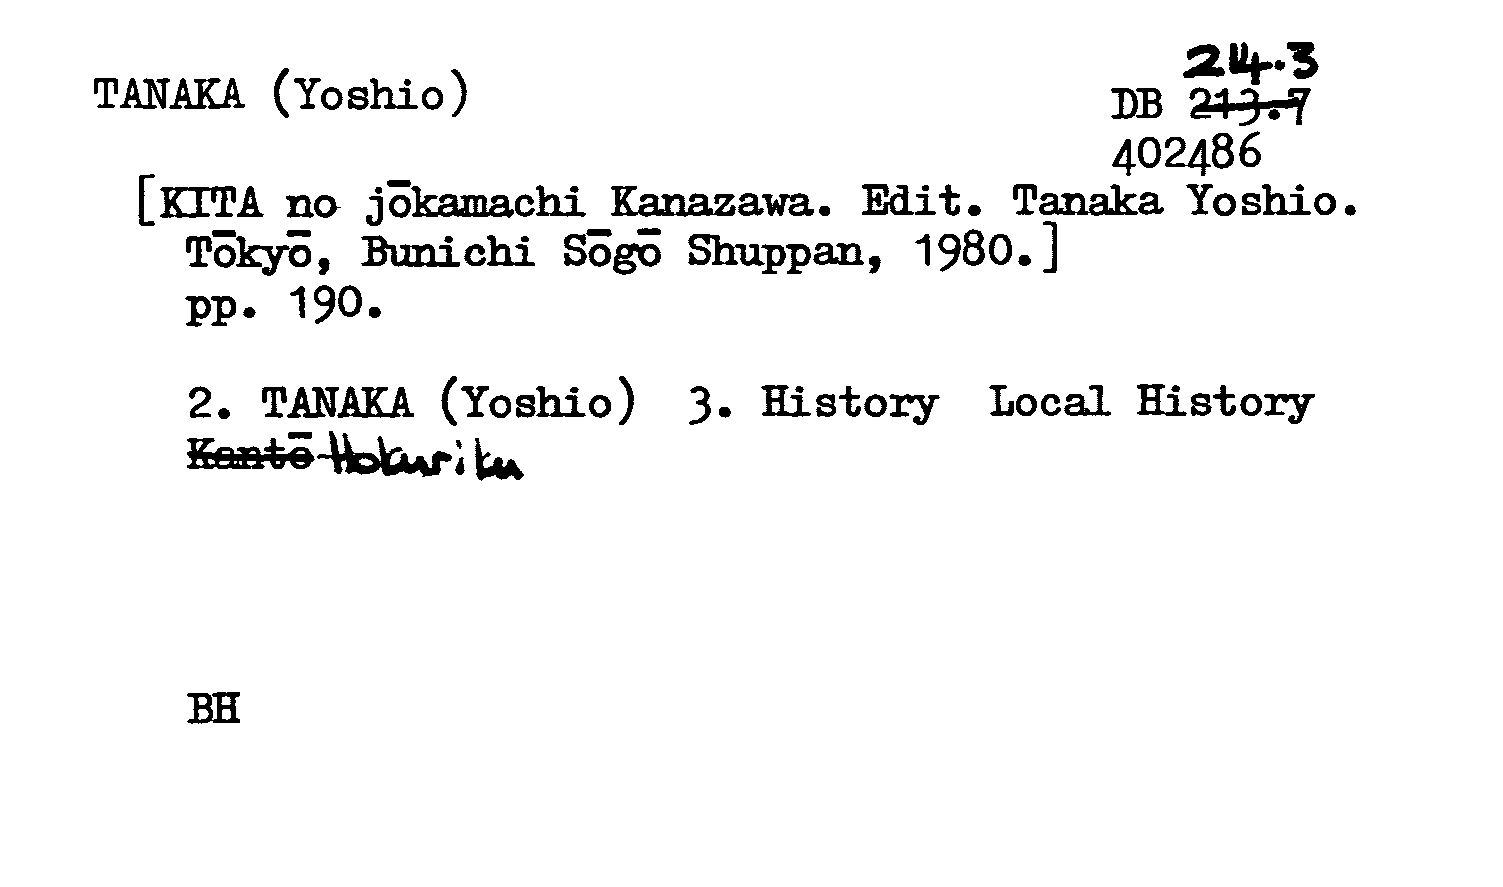 24.3
TANAKA (Yoshio) DB 213.7
402486
[KITA no jōkamachi Kanazawa. Edit. Tanaka Yoshio.
Tōkyō, Bunichi Sōgō Shuppan, 1980.]
pp. 190.
2. TANAKA (Yoshio) 3. History Local History
Kantō Hokuriku
BH